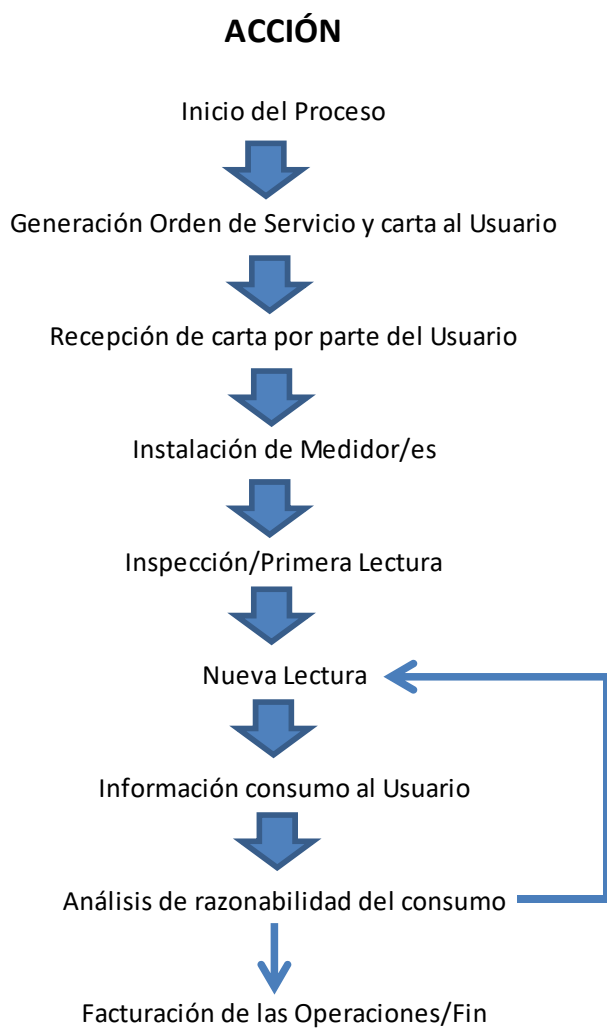 ACCIÓN
Inicio del Proceso
Generación Orden de Servicio y carta al Usuario
Recepción de carta por parte del Usuario
Instalación de Medidor/es
Inspección/Primera Lectura
Nueva Lectura
Información consumo al Usuario
Análisis de razonabilidad del consumo
Facturación de las Operaciones/Fin